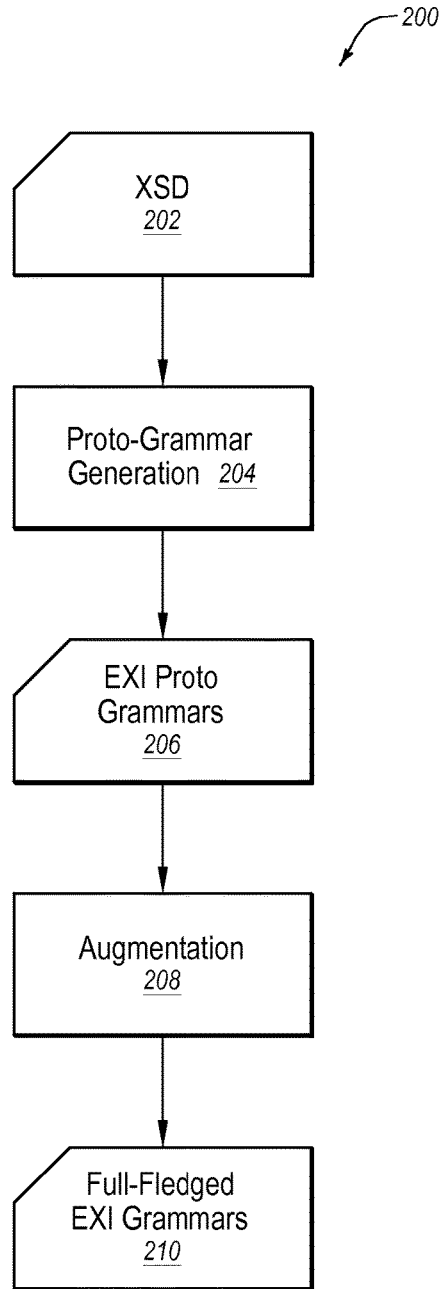 200
XSD
202
Proto-Grammar
Generation 204
EXI Proto
Grammars
206
Augmentation
208
Full-Fledged
EXI Grammars
210